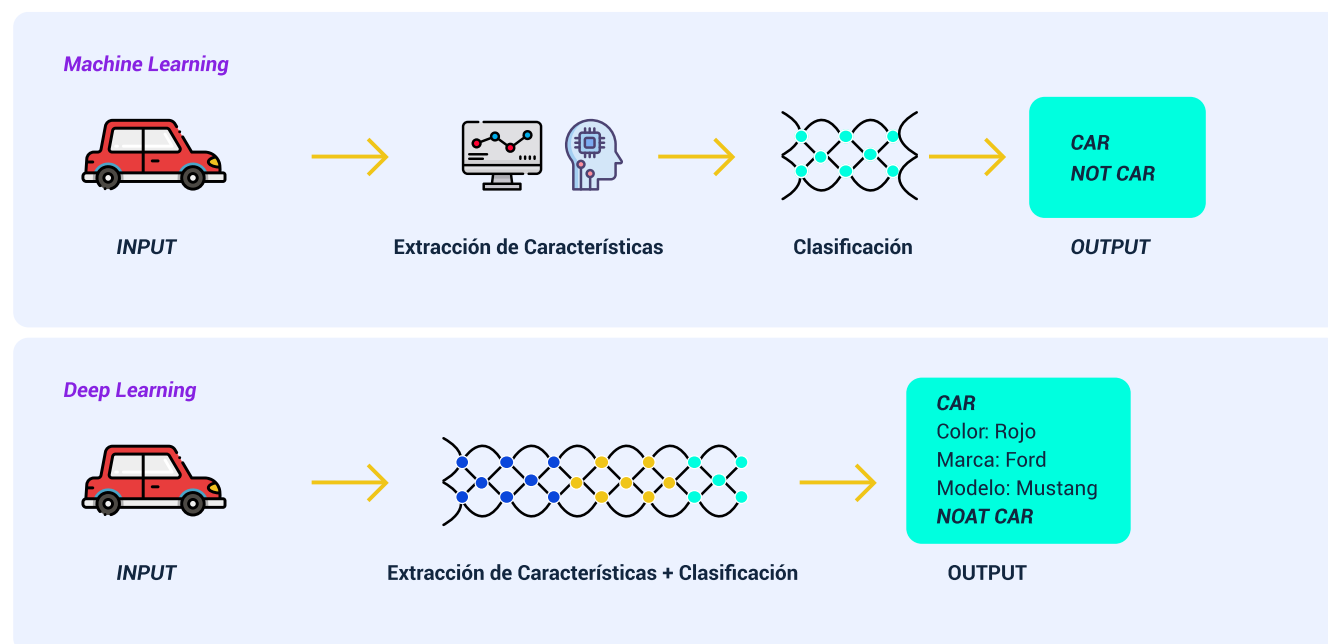 Machine Learning
CAR
NOT CAR
INPUT
Extracción de Características
Clasificación
OUTPUT
Deep Learning
CAR
Color: Rojo
Marca: Ford
Modelo: Mustang
NOAT CAR
INPUT
Extracción de Características + Clasificación
OUTPUT